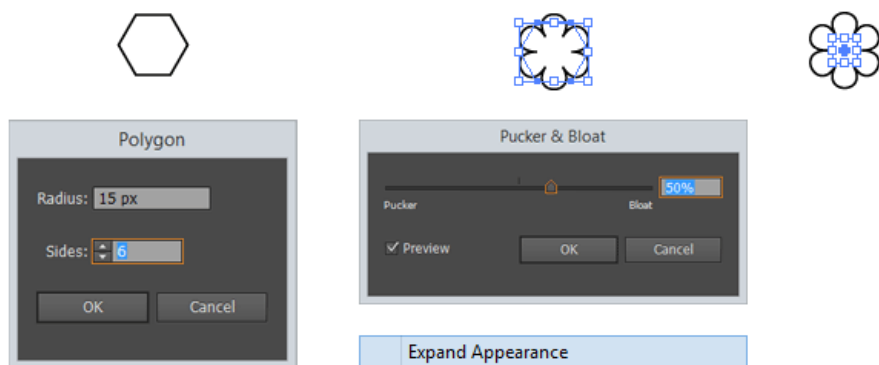 Polygon
Radius: 15 px
Sides: 6
OK Cancel
Pucker & Bloat
50%
Pucker Bloat
Preview OK Cancel
Expand Appearance